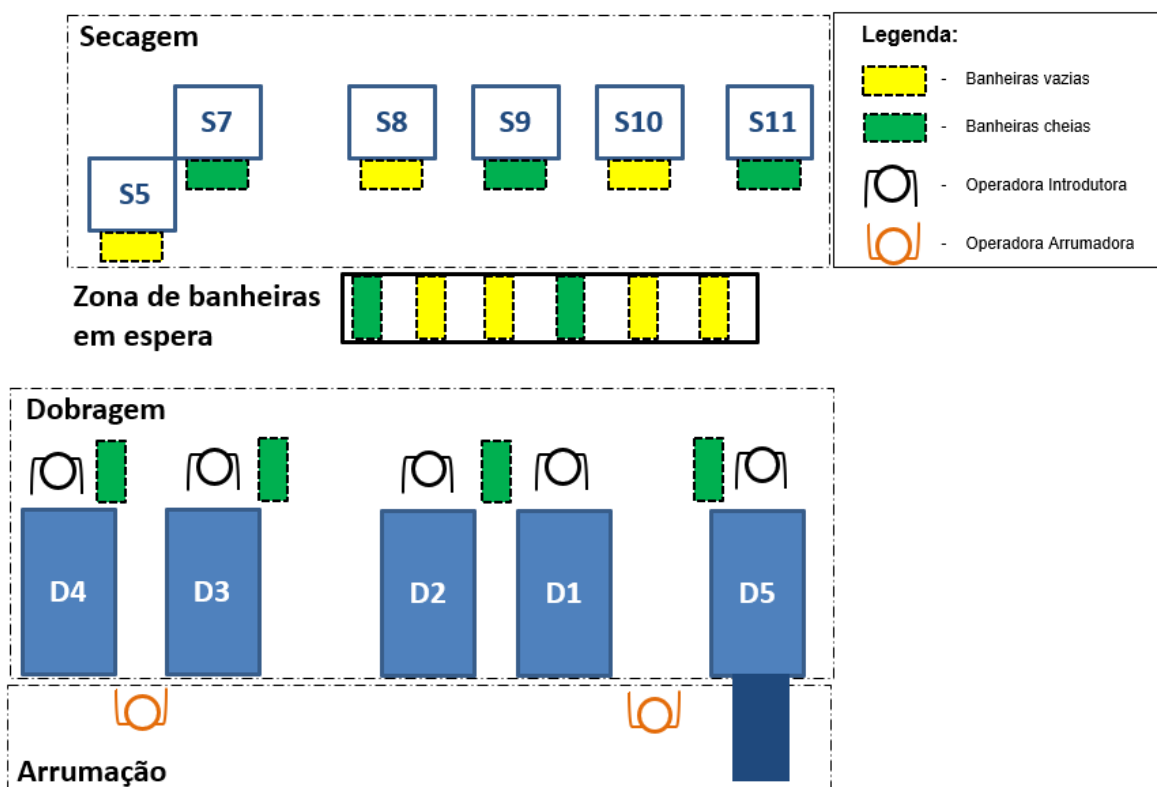 Secagem
S7
S8
S9
S10
S11
S5
Legenda:
- Banheiras vazias
- Banheiras cheias
- Operadora Introdutora
- Operadora Arrumadora
Zona de banheiras
em espera
Dobragem
D4
D3
D2
D1
D5
Arrumação